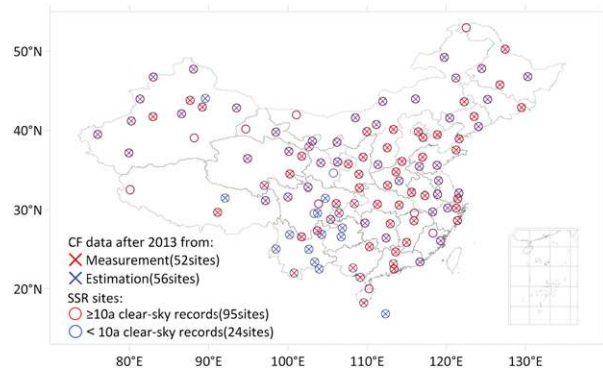 50°N
40°N
30°N
20°N
CF data after 2013 from:
Measurement(52sites)
Estimation(56sites)
SSR sites:
≥10a clear-sky records(95sites)
< 10a clear-sky records(24sites)
80°E 90°E 100°E 110°E 120°E 130°E